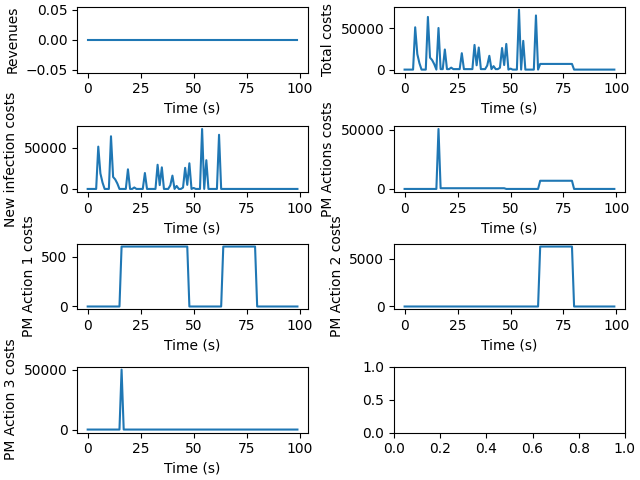 Revenues
0.05
0.00
−0.05
0 25 50 75 100
Time (s)
Total costs
50000
0
0 25 50 75 100
Time (s)
New infection costs
50000
0
0 25 50 75 100
Time (s)
PM Actions costs
50000
0
0 25 50 75 100
Time (s)
PM Action 1 costs
500
0
0 25 50 75 100
Time (s)
PM Action 2 costs
5000
0
0 25 50 75 100
Time (s)
PM Action 3 costs
50000
0
0 25 50 75 100
Time (s)
1.0
0.5
0.0
0.0 0.2 0.4 0.6 0.8 1.0